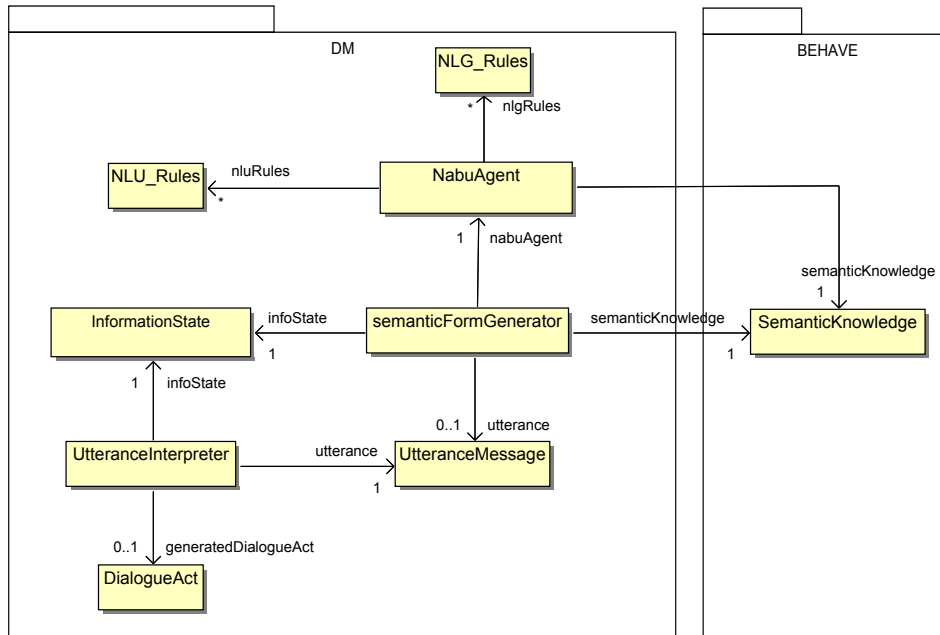 DM
BEHAVE
NLG_Rules
* nlgRules
NLU_Rules
nluRules
*
NabuAgent
1 nabuAgent
semanticKnowledge
1
InformationState
infoState
1
semanticFormGenerator
semanticKnowledge
1
SemanticKnowledge
1 infoState
0..1 utterance
UtteranceInterpreter
utterance
1
UtteranceMessage
0..1 generatedDialogueAct
DialogueAct